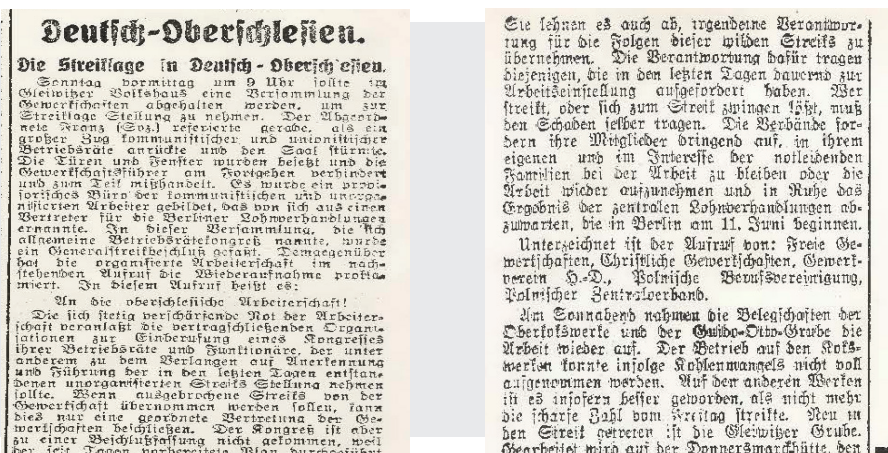 Deutsch-Oberschlesien.
Die Streiklage in Deutsch-Oberschlesien.
Sonntag vormittag um 9 Uhr sollte im
Gleiwitzer Volkshaus eine Versammlung der
Gewerkschaften abgehalten werden, um zur
Streiklage Stellung zu nehmen. Der Abgeord-
nete Franz (Soz.) referierte gerade, als ein
großer Zug kommunistischer und unionistischer
Betriebsräte anrückte und den Saal stürmte.
Die Türen und Fenster wurden besetzt und die
Gewerkschaftsführer am Fortgehen verhindert
und zum Teil mißhandelt. Es wurde ein provi-
sorisches Büro der kommunistischen und unorga-
nisierten Arbeiter gebildet, das von sich aus einen
Vertreter für die Berliner Lohnverhandlungen
ernannte. In dieser Versammlung, die sich
allgemeine Betriebsrätekongreß nannte, wurde
ein Generalstreikbeschluß gefaßt. Demgegenüber
hat die organisierte Arbeiterschaft im nach-
stehenden Aufruf die Wiederaufnahme prokla-
miert. In diesem Aufruf heißt es:
An die oberschlesische Arbeiterschaft!
Die sich stetig verschärfende Not der Arbeiter-
schaft veranlaßt die vertragschließenden Organi-
sationen zur Einberufung eines Kongresses
ihrer Betriebsräte und Funktionäre, der unter
anderem zu dem Verlangen auf Anerkennung
und Führung der in den letzten Tagen entstan-
denen unorganisierten Streiks Stellung nehmen
sollte. Wenn ausgebrochene Streiks von der
Gewerkschaft übernommen werden sollen, kann
dies nur eine geordnete Vertretung der Ge-
werkschaften beschließen. Der Kongreß ist aber
zu einer Beschlußfassung nicht gekommen, weil
der seit Tagen vorbereitete Plan durchgeführt
Sie lehnen es auch ab, irgendeine Verantwor-
tung für die Folgen dieser wilden Streiks zu
übernehmen. Die Verantwortung dafür tragen
diejenigen, die in den letzten Tagen dauernd zur
Arbeitseinstellung aufgefordert haben. Wer
streikt, oder sich zum Streik zwingen läßt, muß
den Schaden selber tragen. Die Verbände for-
dern ihre Mitglieder dringend auf, in ihrem
eigenen und im Interesse der notleidenden
Familien bei der Arbeit zu bleiben oder die
Arbeit wieder aufzunehmen und in Ruhe das
Ergebnis der zentralen Lohnverhandlungen ab-
zuwarten, die in Berlin am 11. Juni beginnen.
Unterzeichnet ist der Aufruf von: Freie Ge-
werkschaften, Christliche Gewerkschaften, Gewerk-
verein H.-D., Polnische Berufsvereinigung,
Polnischer Zentralverband.
Am Sonnabend nahmen die Belegschaften der
Oberkokswerke und der Guido-Otto-Grube die
Arbeit wieder auf. Der Betrieb auf den Koks-
werken konnte infolge Kohlenmangels nicht voll
aufgenommen werden. Auf den anderen Werken
ist es insofern besser geworden, als nicht mehr
die scharfe Zahl vom Freitag streikte. Neu in
den Streik getreten ist die Gleiwitzer Grube.
Gearbeitet wird auf der Donnersmarckhütte, den